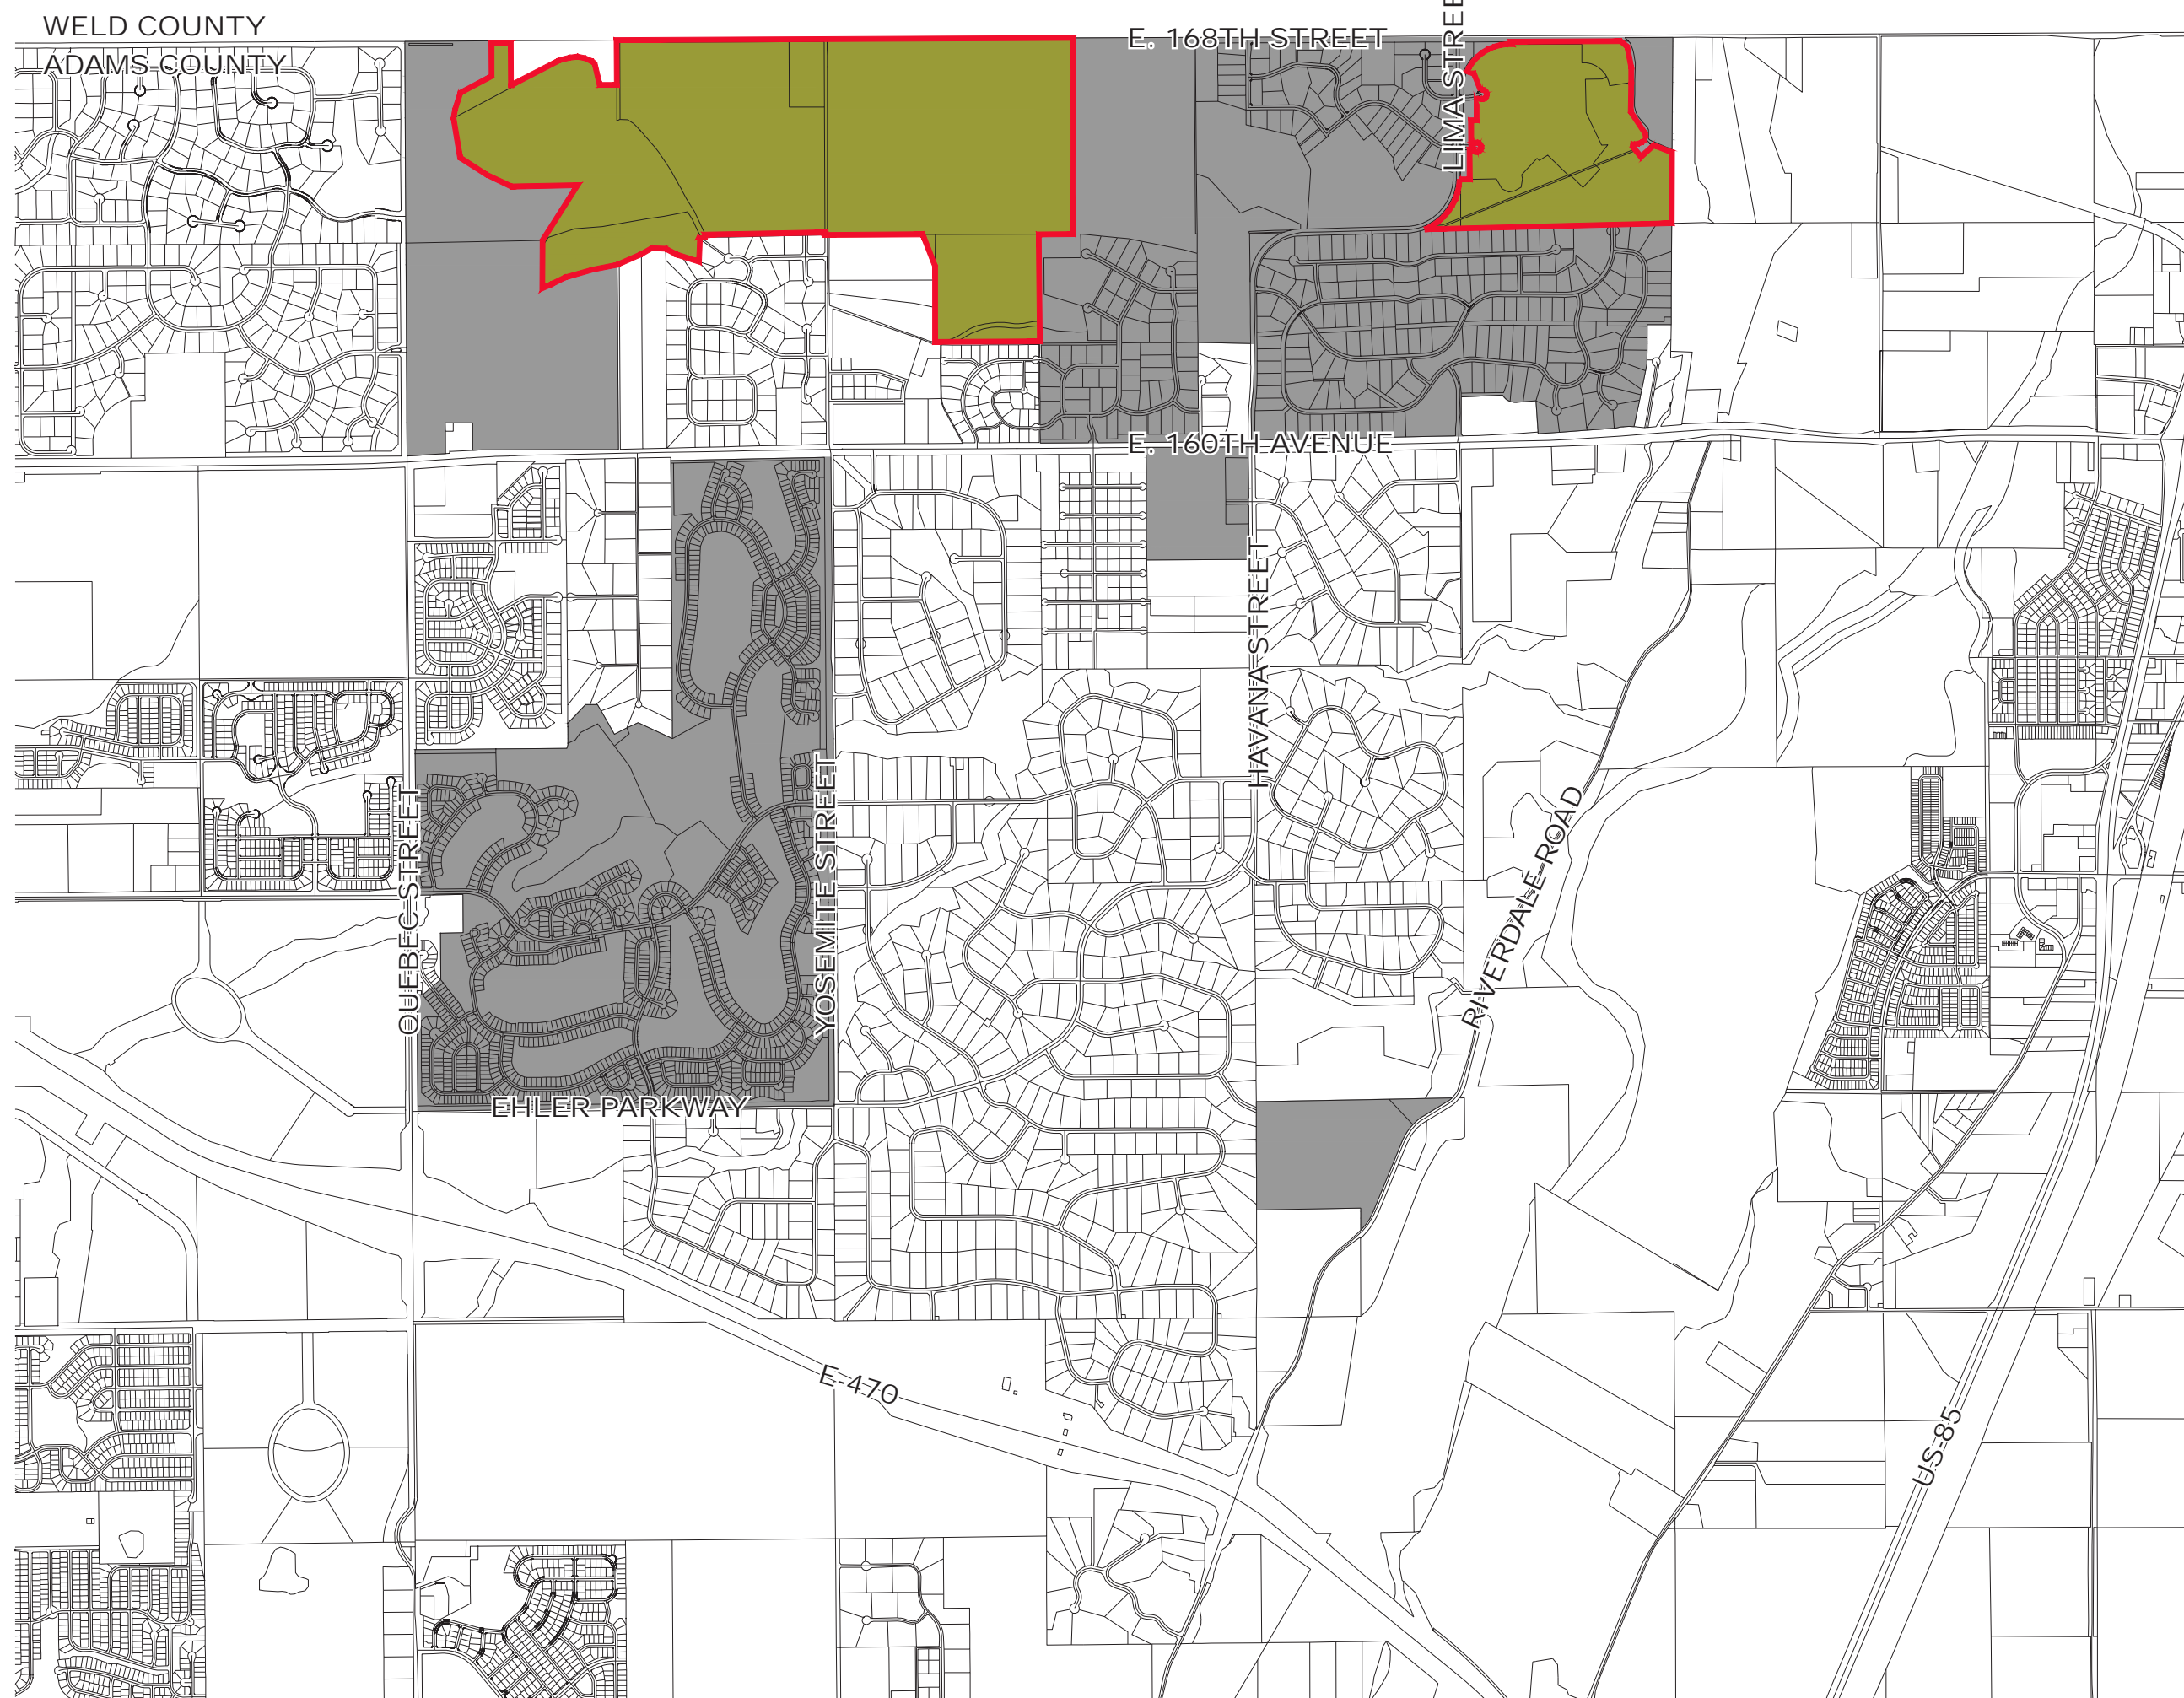 WELD COUNTY
ADAMS COUNTY
E. 168TH STREET
LIMA STREE
E. 160TH AVENUE
HAVANA STREET
QUEBEC STREET
YOSEMITE STREET
RIVERDALE ROAD
EHLER PARKWAY
E-470
US-85